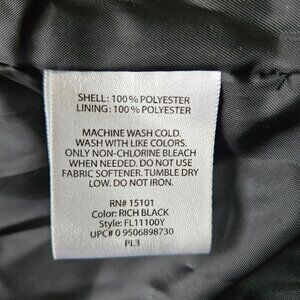 SHELL: 100% POLYESTER
LINING: 100% POLYESTER
MACHINE WASH COLD.
WASH WITH LIKE COLORS.
ONLY NON-CHLORINE BLEACH
WHEN NEEDED. DO NOT USE
FABRIC SOFTENER. TUMBLE DRY
LOW. DO NOT IRON.
RN# 15101
Color: RICH BLACK
Style: FL11100Y
UPC# 0 9506898730
PL3